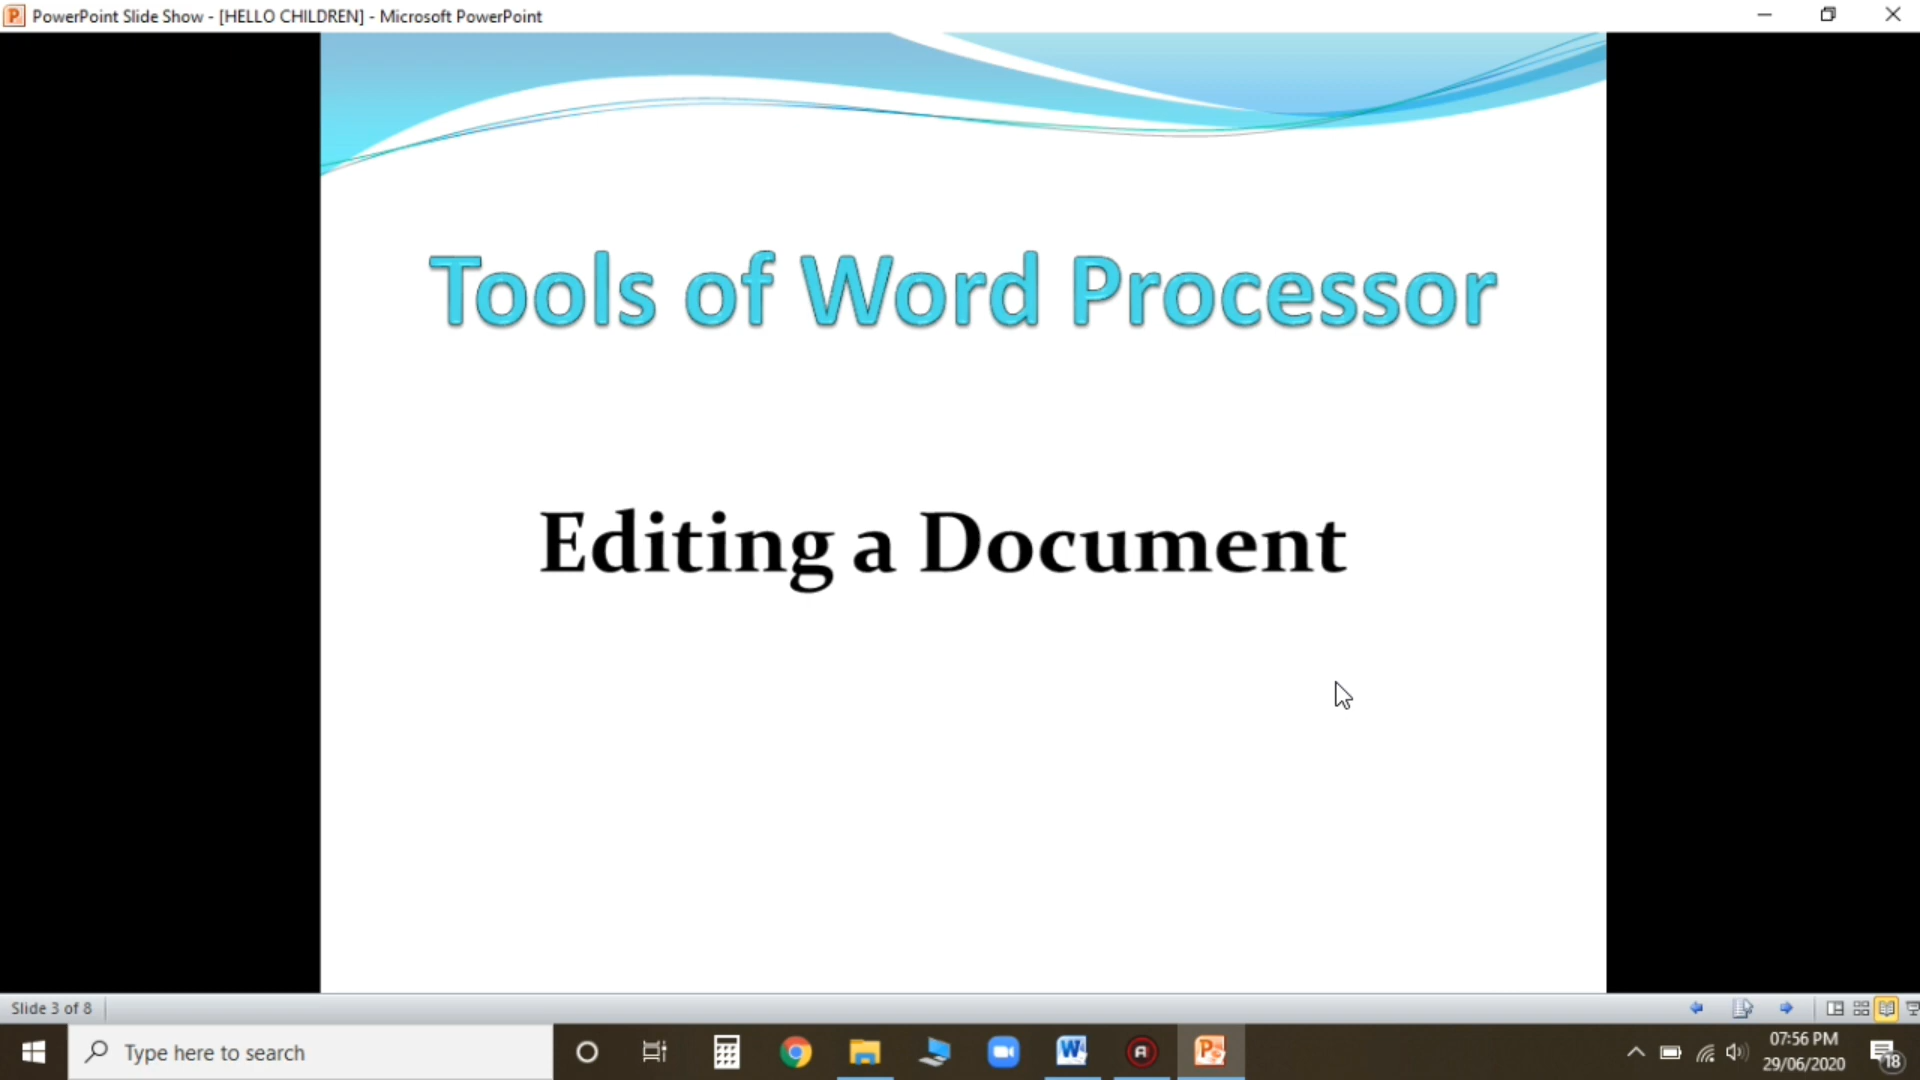 PowerPoint Slide Show - [HELLO CHILDREN] - Microsoft PowerPoint
Tools of Word Processor
Editing a Document
Slide 3 of 8
Type here to search
07:56 PM
29/06/2020
18